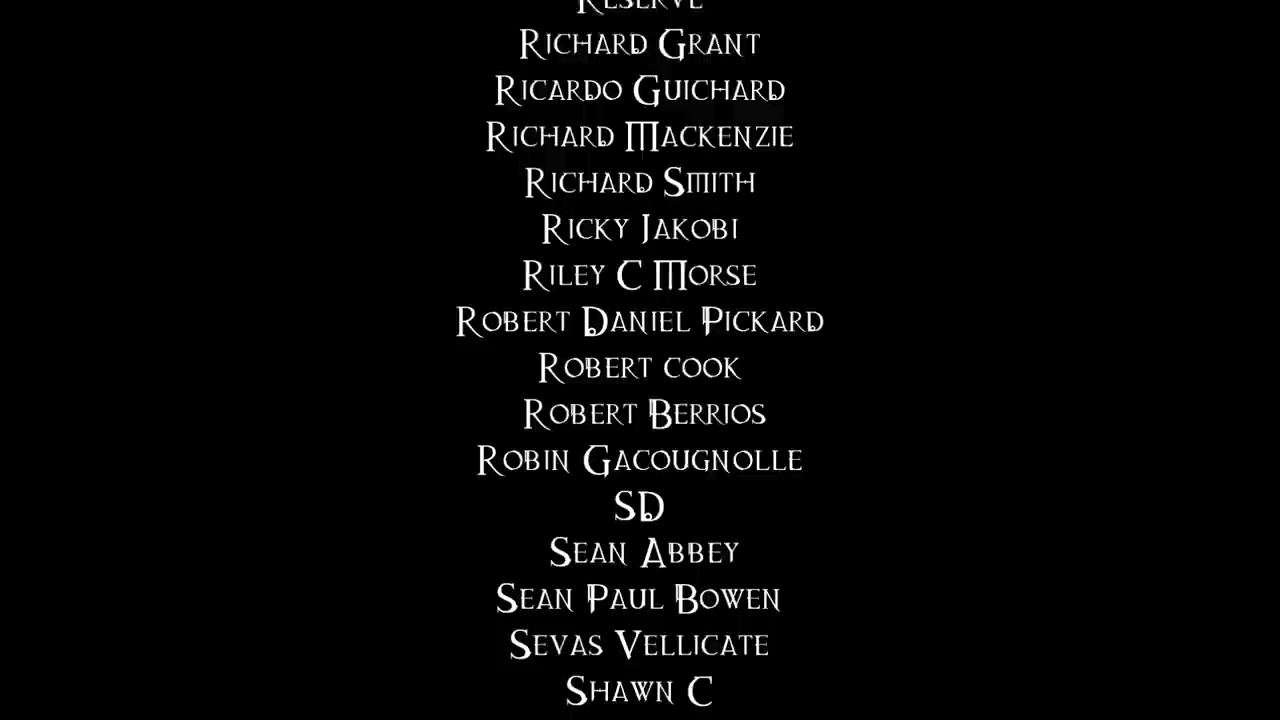 Reserve
Richard Grant
Ricardo Guichard
Richard Mackenzie
Richard Smith
Ricky Jakobi
Riley C Morse
Robert Daniel Pickard
Robert cook
Robert Berrios
Robin Gacougnolle
SD
Sean Abbey
Sean Paul Bowen
Sevas Vellicate
Shawn C